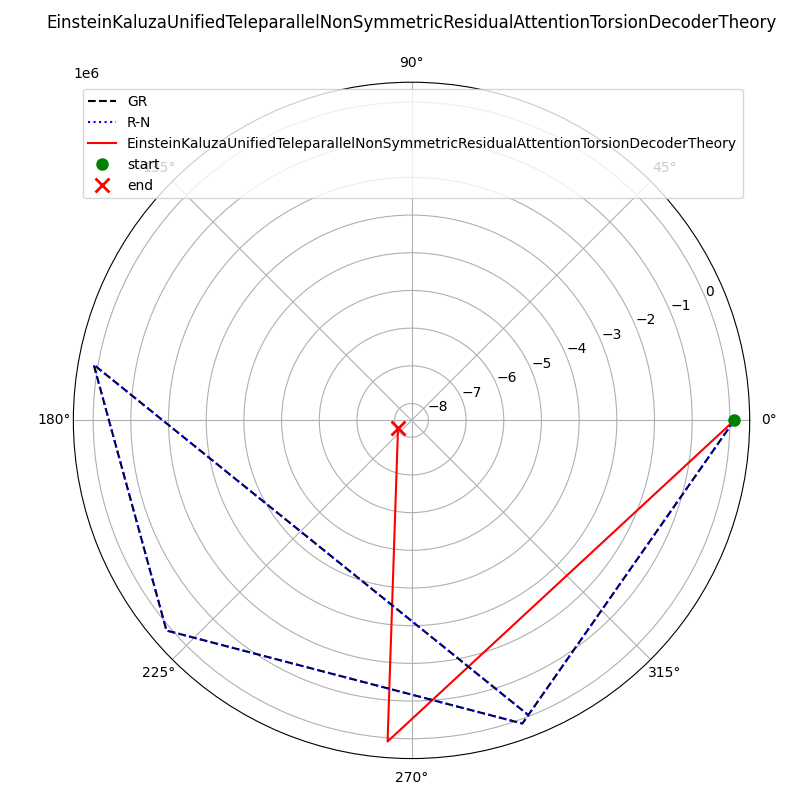 EinsteinKaluzaUnifiedTeleparallelNonSymmetricResidualAttentionTorsionDecoderTheory
90°
1e6
GR
R-N
EinsteinKaluzaUnifiedTeleparallelNonSymmetricResidualAttentionTorsionDecoderTheory
start
end
135°
45°
0
−1
−2
−3
−4
−5
−6
−7
−8
180°
0°
225°
315°
270°